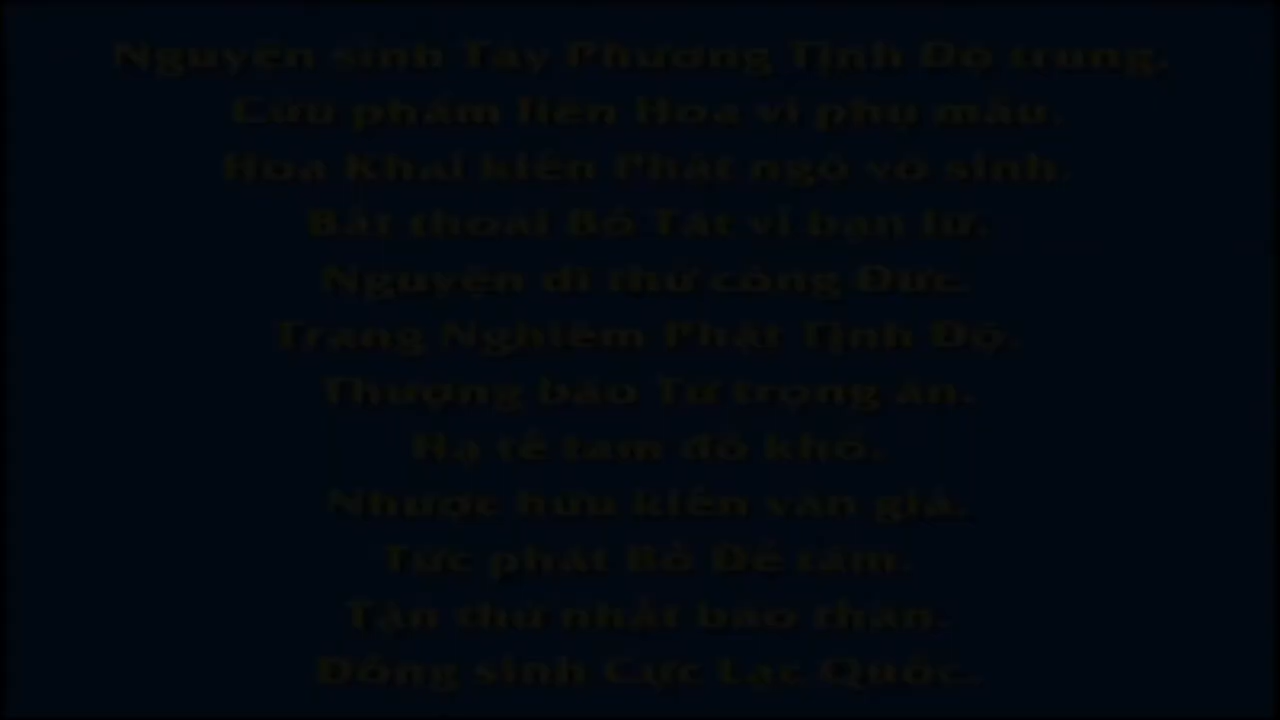 Nguyện sinh Tây Phương Tịnh Độ trung,
Cửu phẩm liên Hoa vi phụ mẫu.
Hoa Khai kiến Phật ngộ vô sinh,
Bất thoái Bồ Tát vi bạn lữ.
Nguyện dĩ thử công Đức.
Trang Nghiêm Phật Tịnh Độ.
Thượng báo Tứ trọng ân.
Hạ tế tam đồ khổ.
Nhược hữu kiến văn giả.
Tức phát Bồ Đề tâm.
Tận thử nhất báo thân.
Đồng sinh Cực Lạc Quốc.